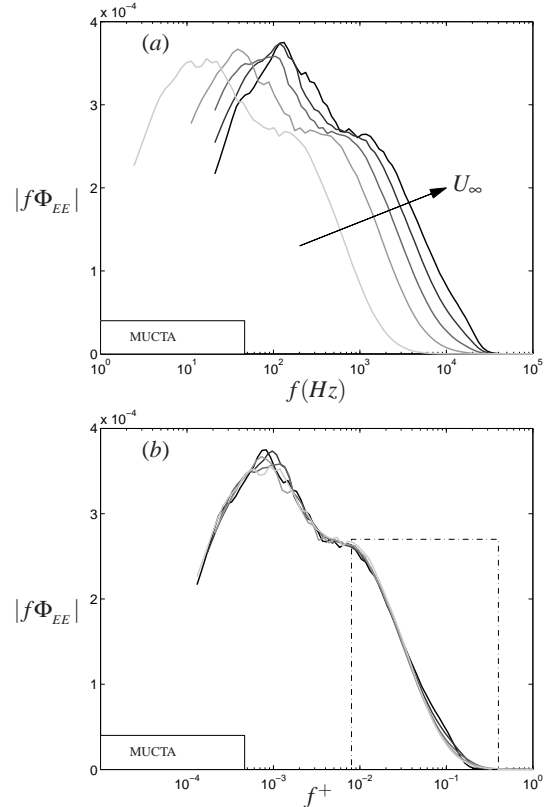 x 10⁻⁴
(a)
4
3
|fΦ_EE|
U∞
2
1
MUCTA
0
10⁰ 10¹ 10² 10³ 10⁴ 10⁵
f(Hz)
x 10⁻⁴
(b)
4
3
|fΦ_EE|
2
1
MUCTA
0
10⁻⁴ 10⁻³ 10⁻² 10⁻¹ 10⁰
f⁺